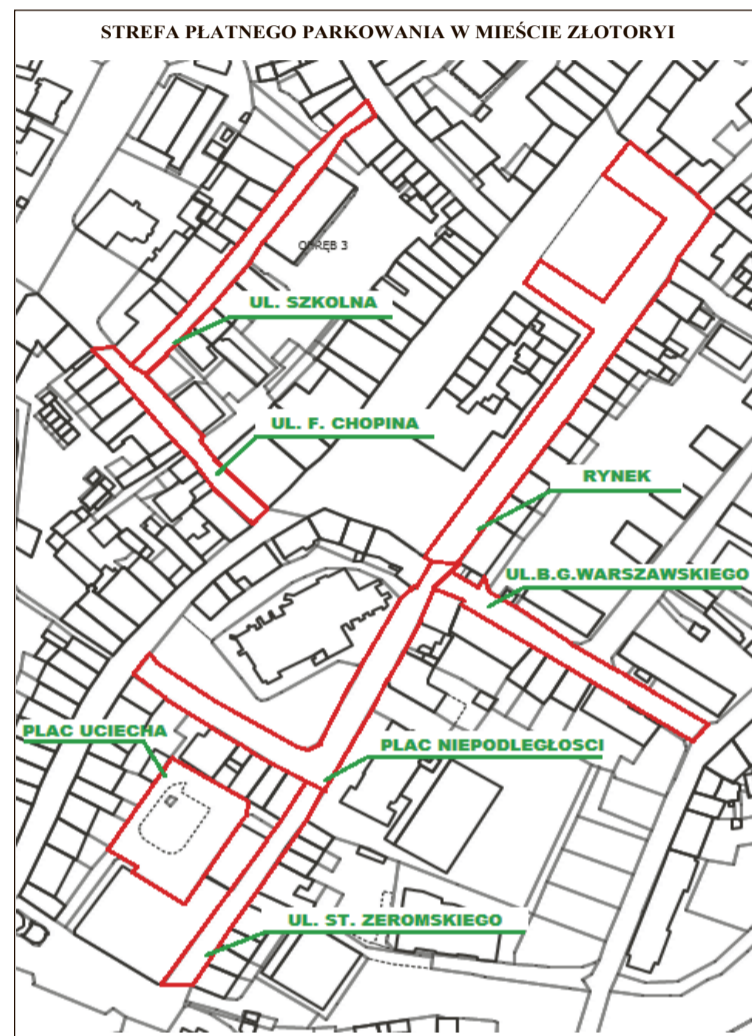 STREFA PŁATNEGO PARKOWANIA W MIEŚCIE ZŁOTORYI
OBRĘB 3
UL. SZKOLNA
UL. F. CHOPINA
RYNEK
UL.B.G.WARSZAWSKIEGO
PLAC UCIECHA
PLAC NIEPODLEGŁOSCI
UL. ST. ZEROMSKIEGO